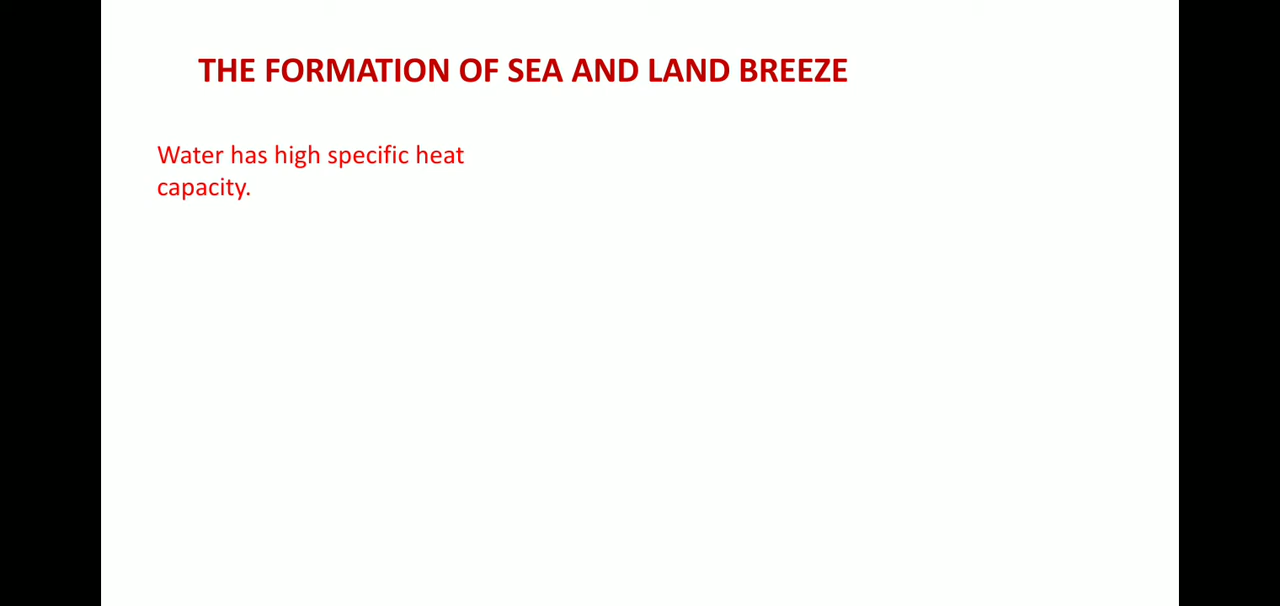 THE FORMATION OF SEA AND LAND BREEZE
Water has high specific heat
capacity.